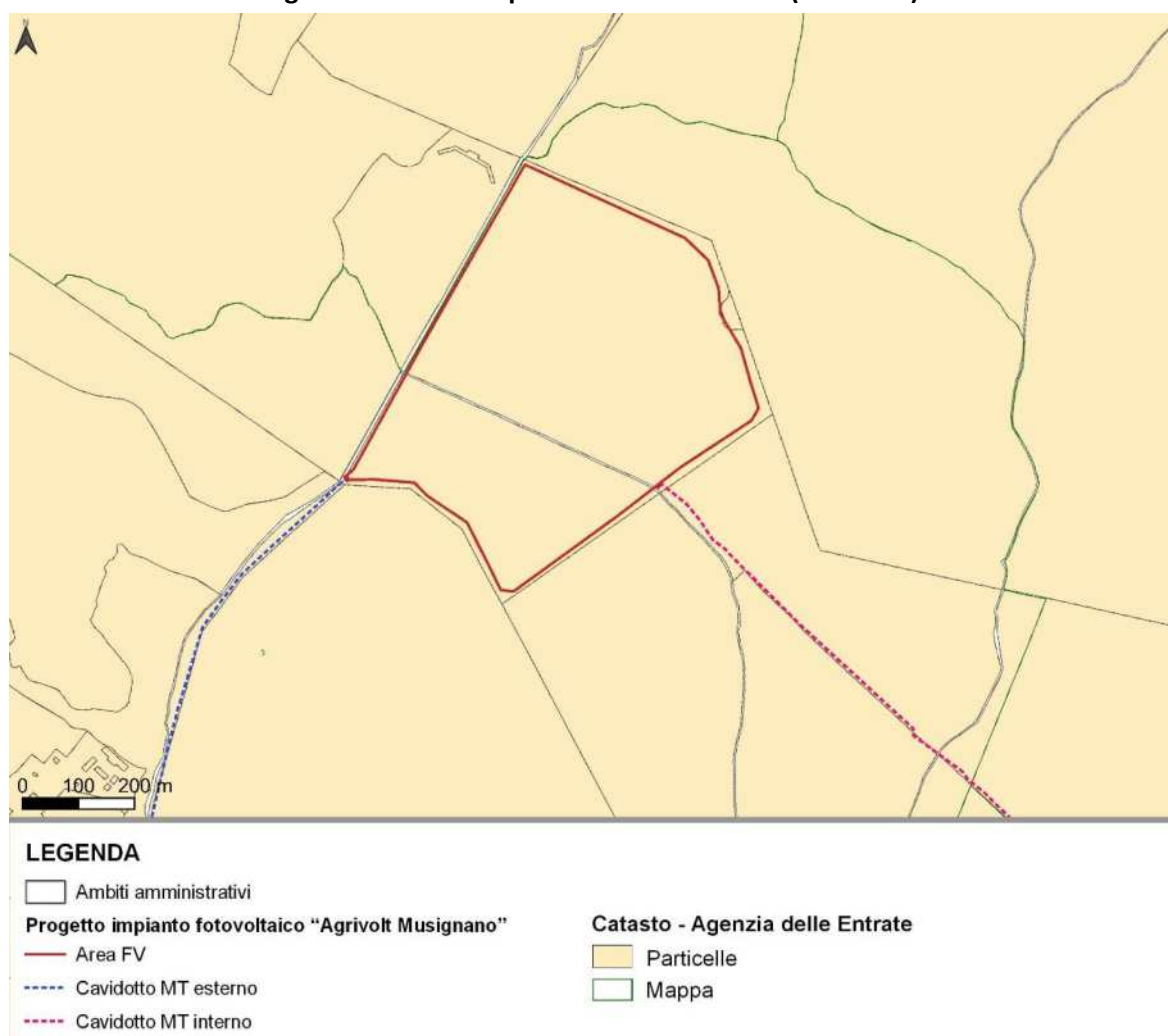 N
0 100 200 m
LEGENDA
Ambiti amministrativi
Progetto impianto fotovoltaico “Agrivolt Musignano”
Area FV
Cavidotto MT esterno
Cavidotto MT interno
Catasto - Agenzia delle Entrate
Particelle
Mappa